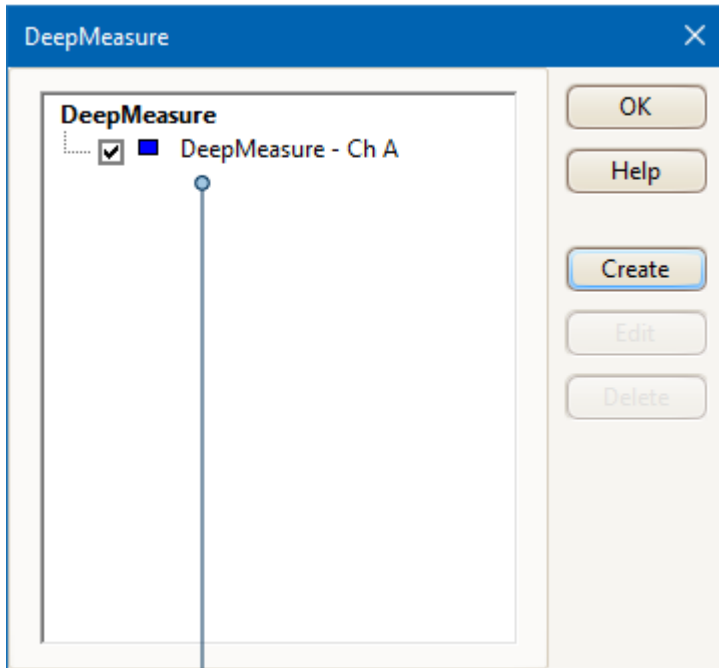 DeepMeasure
DeepMeasure
DeepMeasure - Ch A
OK
Help
Create
Edit
Delete